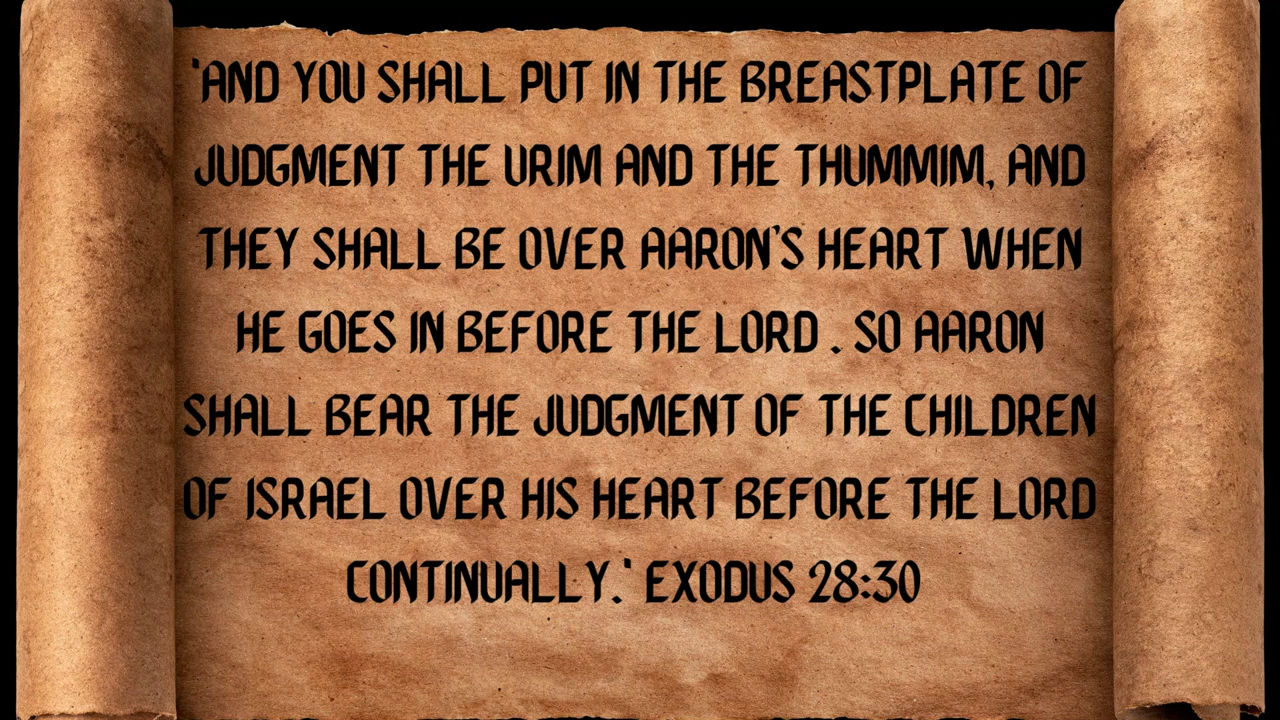 'AND YOU SHALL PUT IN THE BREASTPLATE OF
JUDGMENT THE URIM AND THE THUMMIM, AND
THEY SHALL BE OVER AARON'S HEART WHEN
HE GOES IN BEFORE THE LORD . SO AARON
SHALL BEAR THE JUDGMENT OF THE CHILDREN
OF ISRAEL OVER HIS HEART BEFORE THE LORD
CONTINUALLY.' EXODUS 28:30